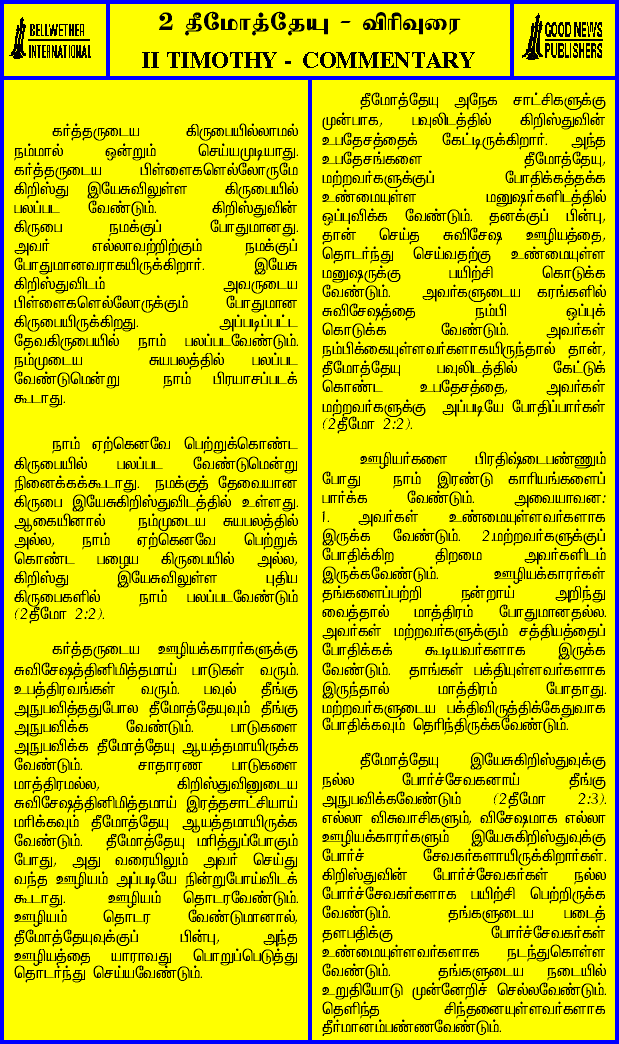 BELLWETHER
INTERNATIONAL
2 தீமோத்தேயு - விரிவுரை
II TIMOTHY - COMMENTARY
GOOD NEWS
PUBLISHERS
கர்த்தருடைய கிருபையில்லாமல்
நம்மால் ஒன்றும் செய்யமுடியாது.
கர்த்தருடைய பிள்ளைகளெல்லோருமே
கிறிஸ்து இயேசுவிலுள்ள கிருபையில்
பலப்பட வேண்டும். கிறிஸ்துவின்
கிருபை நமக்குப் போதுமானது.
அவர் எல்லாவற்றிற்கும் நமக்குப்
போதுமானவராகயிருக்கிறார். இயேசு
கிறிஸ்துவிடம் அவருடைய
பிள்ளைகளெல்லோருக்கும் போதுமான
கிருபையிருக்கிறது. அப்படிப்பட்ட
தேவகிருபையில் நாம் பலப்படவேண்டும்.
நம்முடைய சுயபலத்தில் பலப்பட
வேண்டுமென்று நாம் பிரயாசப்படக்
கூடாது.
நாம் ஏற்கெனவே பெற்றுக்கொண்ட
கிருபையில் பலப்பட வேண்டுமென்று
நினைக்கக்கூடாது. நமக்குத் தேவையான
கிருபை இயேசுகிறிஸ்துவிடத்தில் உள்ளது.
ஆகையினால் நம்முடைய சுயபலத்தில்
அல்ல, நாம் ஏற்கெனவே பெற்றுக்
கொண்ட பழைய கிருபையில் அல்ல,
கிறிஸ்து இயேசுவிலுள்ள புதிய
கிருபைகளில் நாம் பலப்படவேண்டும்
(2தீமோ 2:2).
கர்த்தருடைய ஊழியக்காரர்களுக்கு
சுவிசேஷத்தினிமித்தமாய் பாடுகள் வரும்.
உபத்திரவங்கள் வரும். பவுல் தீங்கு
அநுபவித்ததுபோல தீமோத்தேயுவும் தீங்கு
அநுபவிக்க வேண்டும். பாடுகளை
அநுபவிக்க தீமோத்தேயு ஆயத்தமாயிருக்க
வேண்டும். சாதாரண பாடுகளை
மாத்திரமல்ல, கிறிஸ்துவினுடைய
சுவிசேஷத்தினிமித்தமாய் இரத்தசாட்சியாய்
மரிக்கவும் தீமோத்தேயு ஆயத்தமாயிருக்க
வேண்டும். தீமோத்தேயு மரித்துப்போகும்
போது, அது வரையிலும் அவர் செய்து
வந்த ஊழியம் அப்படியே நின்றுபோய்விடக்
கூடாது. ஊழியம் தொடரவேண்டும்.
ஊழியம் தொடர வேண்டுமானால்,
தீமோத்தேயுவுக்குப் பின்பு, அந்த
ஊழியத்தை யாராவது பொறுப்பெடுத்து
தொடர்ந்து செய்யவேண்டும்.
தீமோத்தேயு அநேக சாட்சிகளுக்கு
முன்பாக, பவுலிடத்தில் கிறிஸ்துவின்
உபதேசத்தைக் கேட்டிருக்கிறார். அந்த
உபதேசங்களை தீமோத்தேயு,
மற்றவர்களுக்குப் போதிக்கத்தக்க
உண்மையுள்ள மனுஷர்களிடத்தில்
ஒப்புவிக்க வேண்டும். தனக்குப் பின்பு,
தான் செய்த சுவிசேஷ ஊழியத்தை,
தொடர்ந்து செய்வதற்கு உண்மையுள்ள
மனுஷருக்கு பயிற்சி கொடுக்க
வேண்டும். அவர்களுடைய கரங்களில்
சுவிசேஷத்தை நம்பி ஒப்புக்
கொடுக்க வேண்டும். அவர்கள்
நம்பிக்கையுள்ளவர்களாகயிருந்தால் தான்,
தீமோத்தேயு பவுலிடத்தில் கேட்டுக்
கொண்ட உபதேசத்தை, அவர்கள்
மற்றவர்களுக்கு அப்படியே போதிப்பார்கள்
(2தீமோ 2:2).
ஊழியர்களை பிரதிஷ்டைபண்ணும்
போது நாம் இரண்டு காரியங்களைப்
பார்க்க வேண்டும். அவையாவன:
1. அவர்கள் உண்மையுள்ளவர்களாக
இருக்க வேண்டும். 2.மற்றவர்களுக்குப்
போதிக்கிற திறமை அவர்களிடம்
இருக்கவேண்டும். ஊழியக்காரர்கள்
தங்களைப்பற்றி நன்றாய் அறிந்து
வைத்தால் மாத்திரம் போதுமானதல்ல.
அவர்கள் மற்றவர்களுக்கும் சத்தியத்தைப்
போதிக்கக் கூடியவர்களாக இருக்க
வேண்டும். தாங்கள் பக்தியுள்ளவர்களாக
இருந்தால் மாத்திரம் போதாது.
மற்றவர்களுடைய பக்திவிருத்திக்கேதுவாக
போதிக்கவும் தெரிந்திருக்கவேண்டும்.
தீமோத்தேயு இயேசுகிறிஸ்துவுக்கு
நல்ல போர்ச்சேவகனாய் தீங்கு
அநுபவிக்கவேண்டும் (2தீமோ 2:3).
எல்லா விசுவாசிகளும், விசேஷமாக எல்லா
ஊழியக்காரர்களும் இயேசுகிறிஸ்துவுக்கு
போர்ச் சேவகர்களாயிருக்கிறார்கள்.
கிறிஸ்துவின் போர்ச்சேவகர்கள் நல்ல
போர்ச்சேவகர்களாக பயிற்சி பெற்றிருக்க
வேண்டும். தங்களுடைய படைத்
தளபதிக்கு போர்ச்சேவகர்கள்
உண்மையுள்ளவர்களாக நடந்துகொள்ள
வேண்டும். தங்களுடைய நடையில்
உறுதியோடு முன்னேறிச் செல்லவேண்டும்.
தெளிந்த சிந்தனையுள்ளவர்களாக
தீர்மானம்பண்ணவேண்டும்.